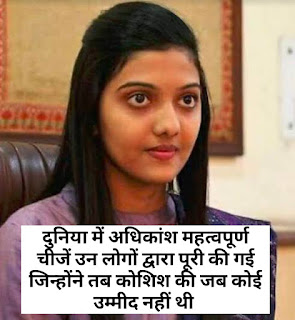 दुनिया में अधिकांश महत्वपूर्ण
चीजें उन लोगों द्वारा पूरी की गई
जिन्होंने तब कोशिश की जब कोई
उम्मीद नहीं थी